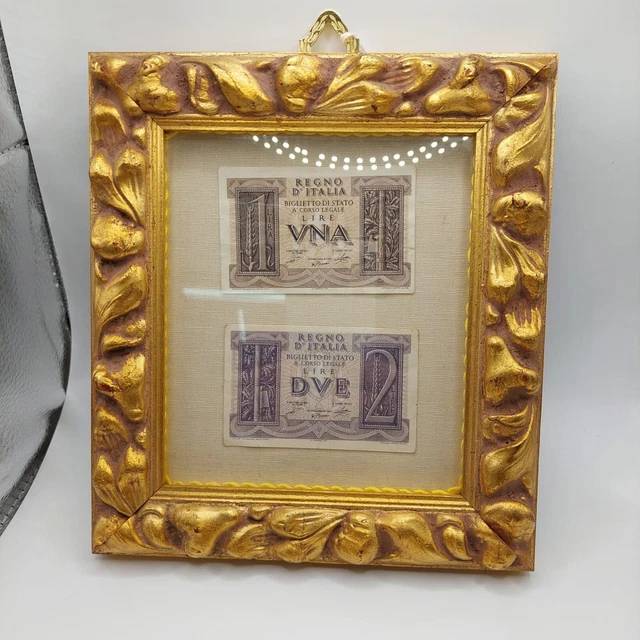 REGNO
D'ITALIA
BIGLIETTO DI STATO
A CORSO LEGALE
LIRE
1 VNA 1
REGNO
D'ITALIA
BIGLIETTO DI STATO
A CORSO LEGALE
LIRE
DVE 2